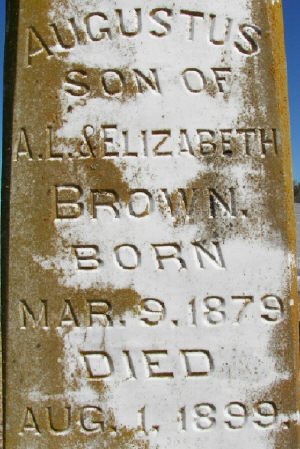 AUGUSTUS
SON OF
A.L. & ELIZABETH
BROWN.
BORN
MAR. 9. 1879
DIED
AUG. 1. 1899.